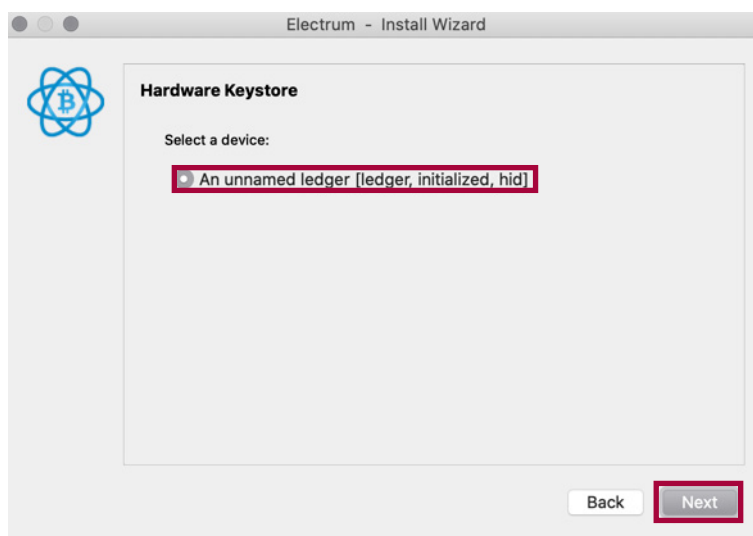 Electrum - Install Wizard
Hardware Keystore
Select a device:
An unnamed ledger [ledger, initialized, hid]
Back
Next